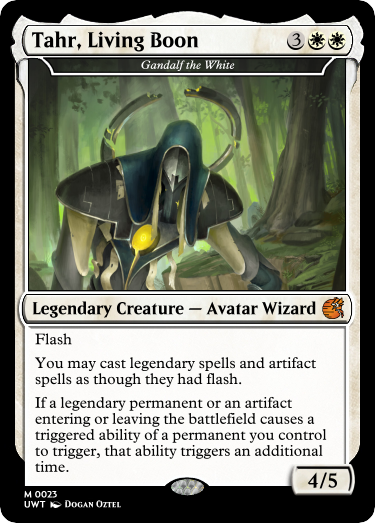 Tahr, Living Boon 3
Gandalf the White
Legendary Creature — Avatar Wizard
Flash
You may cast legendary spells and artifact
spells as though they had flash.
If a legendary permanent or an artifact
entering or leaving the battlefield causes a
triggered ability of a permanent you control
to trigger, that ability triggers an additional
time.
4/5
M 0023
UWT Dogan Oztel